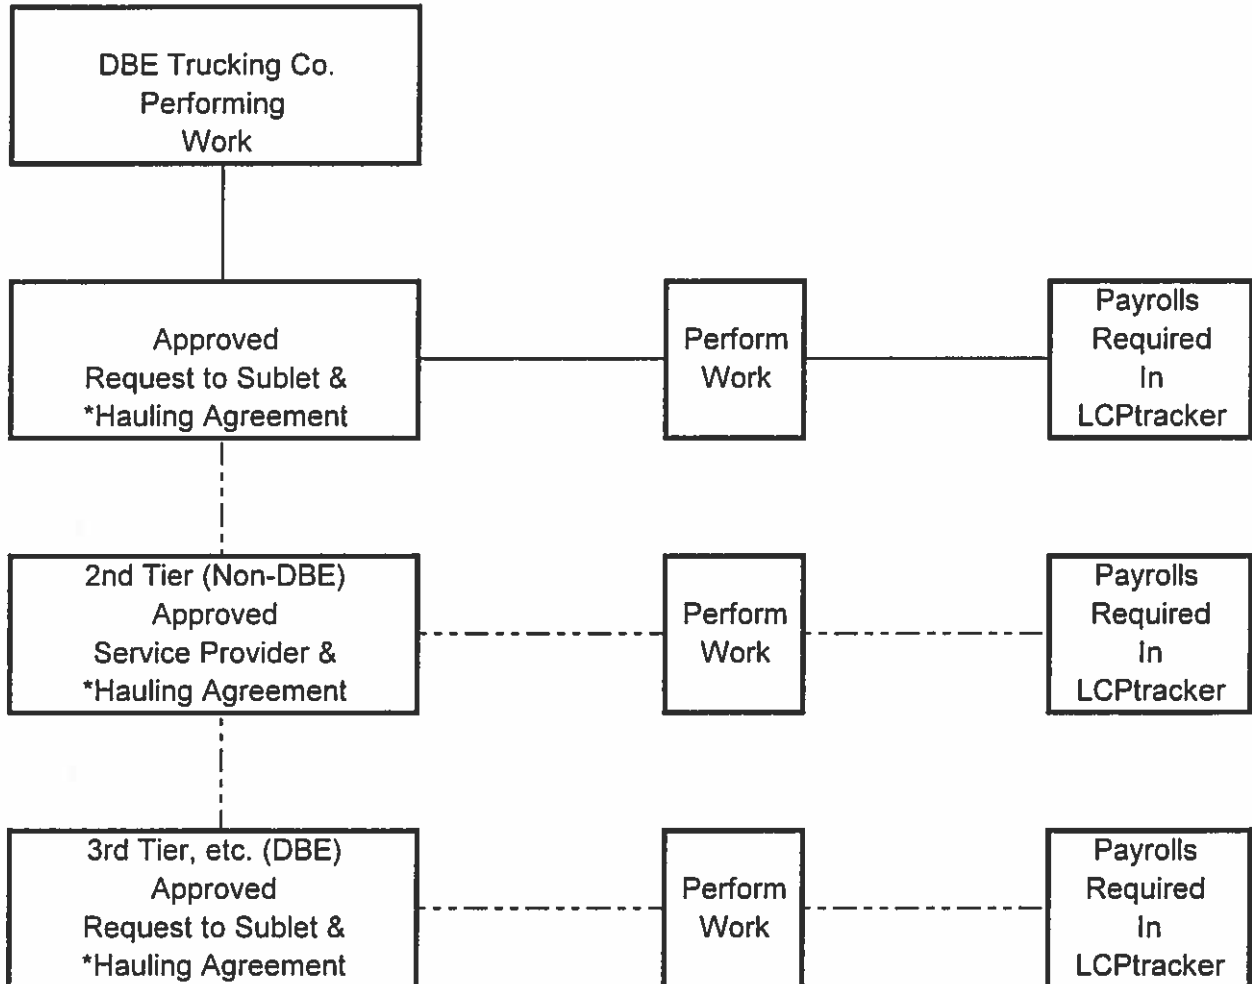 DBE Trucking Co.
Performing
Work
Approved
Request to Sublet &
*Hauling Agreement
Perform
Work
Payrolls
Required
In
LCPtracker
2nd Tier (Non-DBE)
Approved
Service Provider &
*Hauling Agreement
Perform
Work
Payrolls
Required
In
LCPtracker
3rd Tier, etc. (DBE)
Approved
Request to Sublet &
*Hauling Agreement
Perform
Work
Payrolls
Required
In
LCPtracker